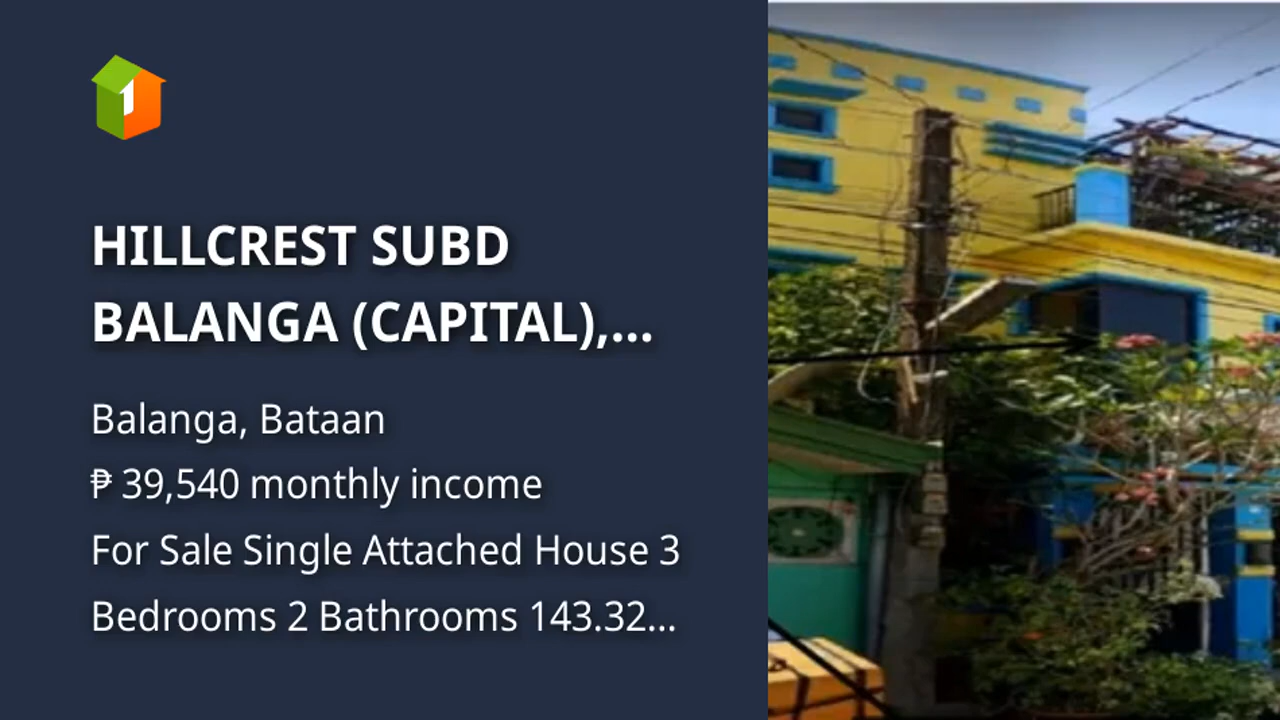 HILLCREST SUBD
BALANGA (CAPITAL),...
Balanga, Bataan
₱ 39,540 monthly income
For Sale Single Attached House 3
Bedrooms 2 Bathrooms 143.32...